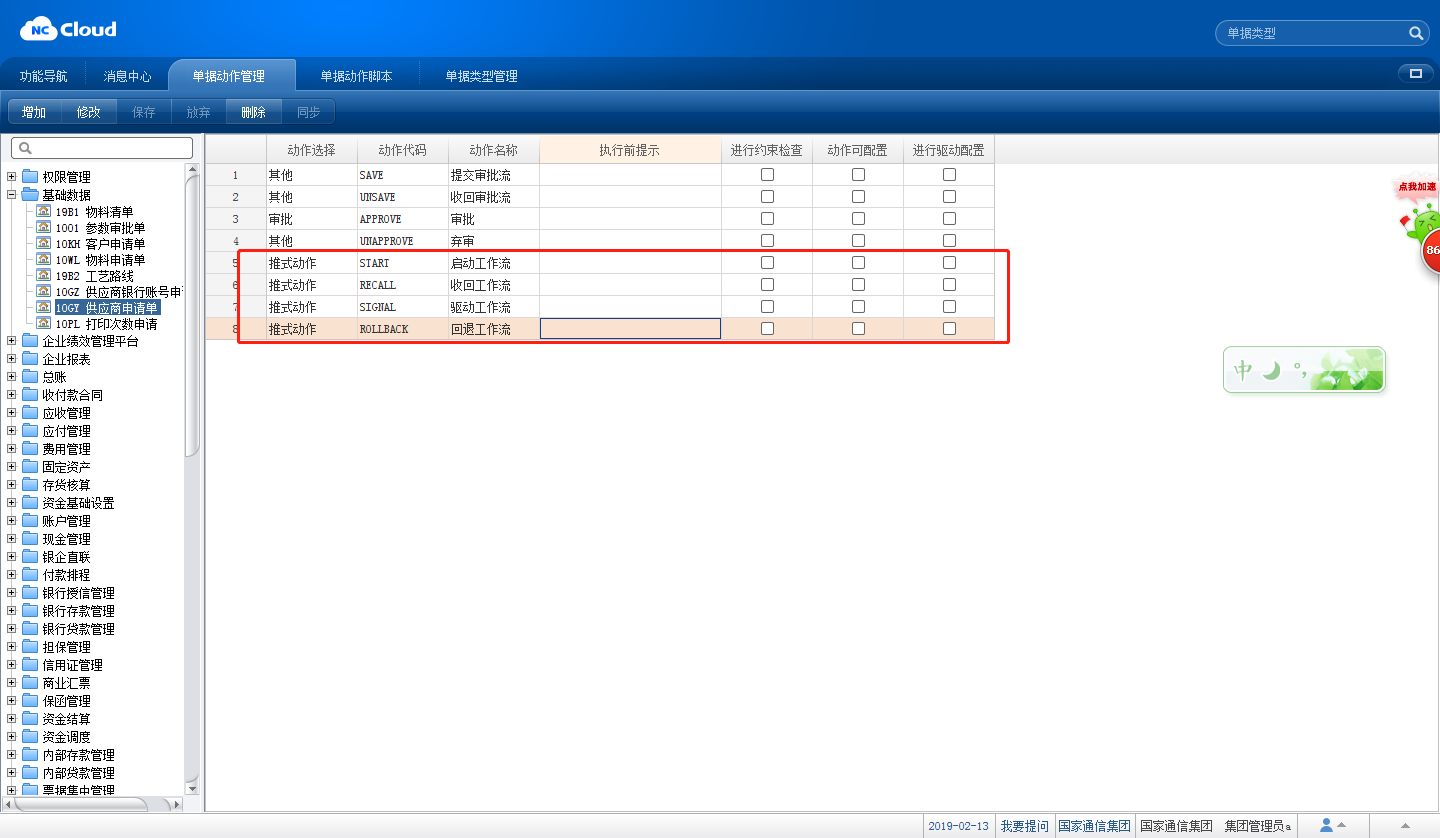 NC Cloud
单据类型
功能导航 消息中心 单据动作管理 单据动作脚本 单据类型管理
增加 修改 保存 放弃 删除 同步
动作选择 动作代码 动作名称 执行前提示 进行约束检查 动作可配置 进行驱动配置
1 其他 SAVE 提交审批流
2 其他 UNSAVE 收回审批流
3 审批 APPROVE 审批
4 其他 UNAPPROVE 弃审
5 推式动作 START 启动工作流
6 推式动作 RECALL 收回工作流
7 推式动作 SIGNAL 驱动工作流
8 推式动作 ROLLBACK 回退工作流
权限管理
基础数据
19B1 物料清单
1001 参数审批单
10KH 客户申请单
10WL 物料申请单
19B2 工艺路线
10GZ 供应商银行账号申
10GY 供应商申请单
10PL 打印次数申请
企业绩效管理平台
企业报表
总账
收付款合同
应收管理
应付管理
费用管理
固定资产
存货核算
资金基础设置
账户管理
现金管理
银企直联
付款排程
银行授信管理
银行存款管理
银行贷款管理
担保管理
信用证管理
商业汇票
保函管理
资金结算
资金调度
内部存款管理
内部贷款管理
票据集中管理
点我加速
86
中 °,
2019-02-13 我要提问 国家通信集团 国家通信集团 集团管理员a